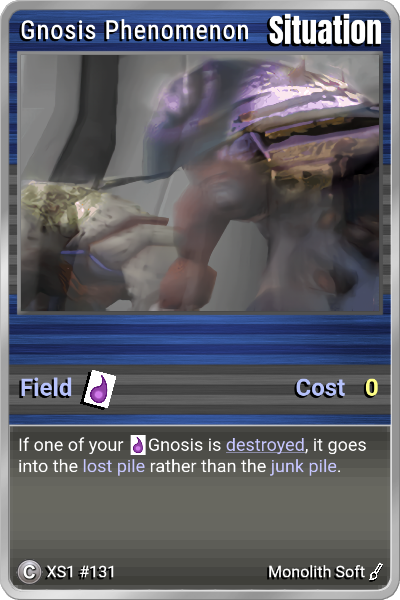 Gnosis Phenomenon Situation
Field Cost 0
If one of your Gnosis is destroyed, it goes
into the lost pile rather than the junk pile.
C XS1 #131 Monolith Soft